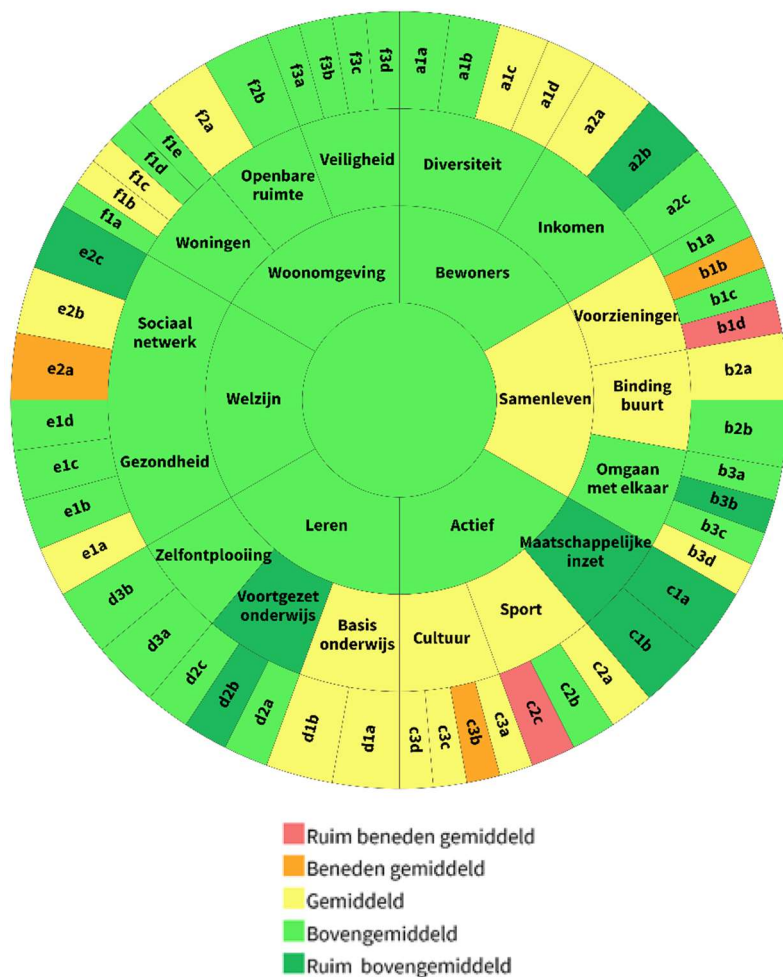 f3d
a1a
a1b
a1c
a1d
a2a
a2b
a2c
b1a
b1b
b1c
b1d
b2a
b2b
b3a
b3b
b3c
b3d
c1a
c1b
c2a
c2b
c2c
c3a
c3b
c3c
c3d
d1a
d1b
d2a
d2b
d2c
d3a
d3b
e1a
e1b
e1c
e1d
e2a
e2b
e2c
f1a
f1b
f1c
f1d
f1e
f2a
f2b
f3a
f3b
f3c
Veiligheid
Diversiteit
Inkomen
Voorzieningen
Binding
buurt
Omgaan
met elkaar
Maatschappelijke
inzet
Sport
Cultuur
Basis
onderwijs
Voortgezet
onderwijs
Zelfontplooiing
Gezondheid
Sociaal
netwerk
Woningen
Openbare
ruimte
Woonomgeving
Bewoners
Samenleven
Actief
Leren
Welzijn
Ruim beneden gemiddeld
Beneden gemiddeld
Gemiddeld
Bovengemiddeld
Ruim bovengemiddeld